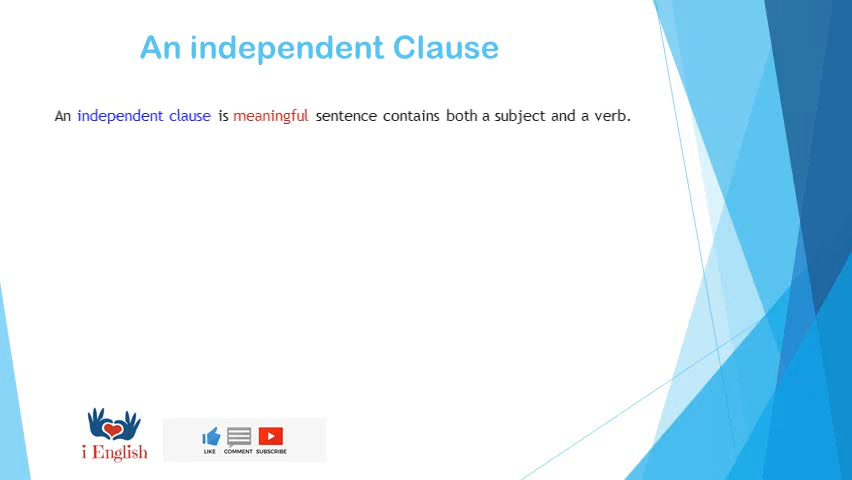 An independent Clause
An independent clause is meaningful sentence contains both a subject and a verb.
i English
LIKE COMMENT SUBSCRIBE